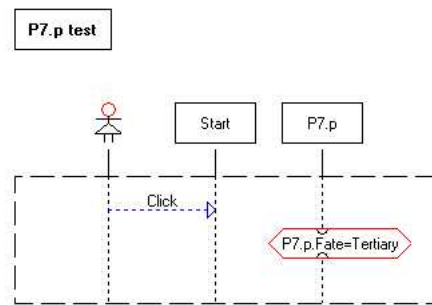 P7.p test
Start
P7.p
Click
P7.p.Fate=Tertiary